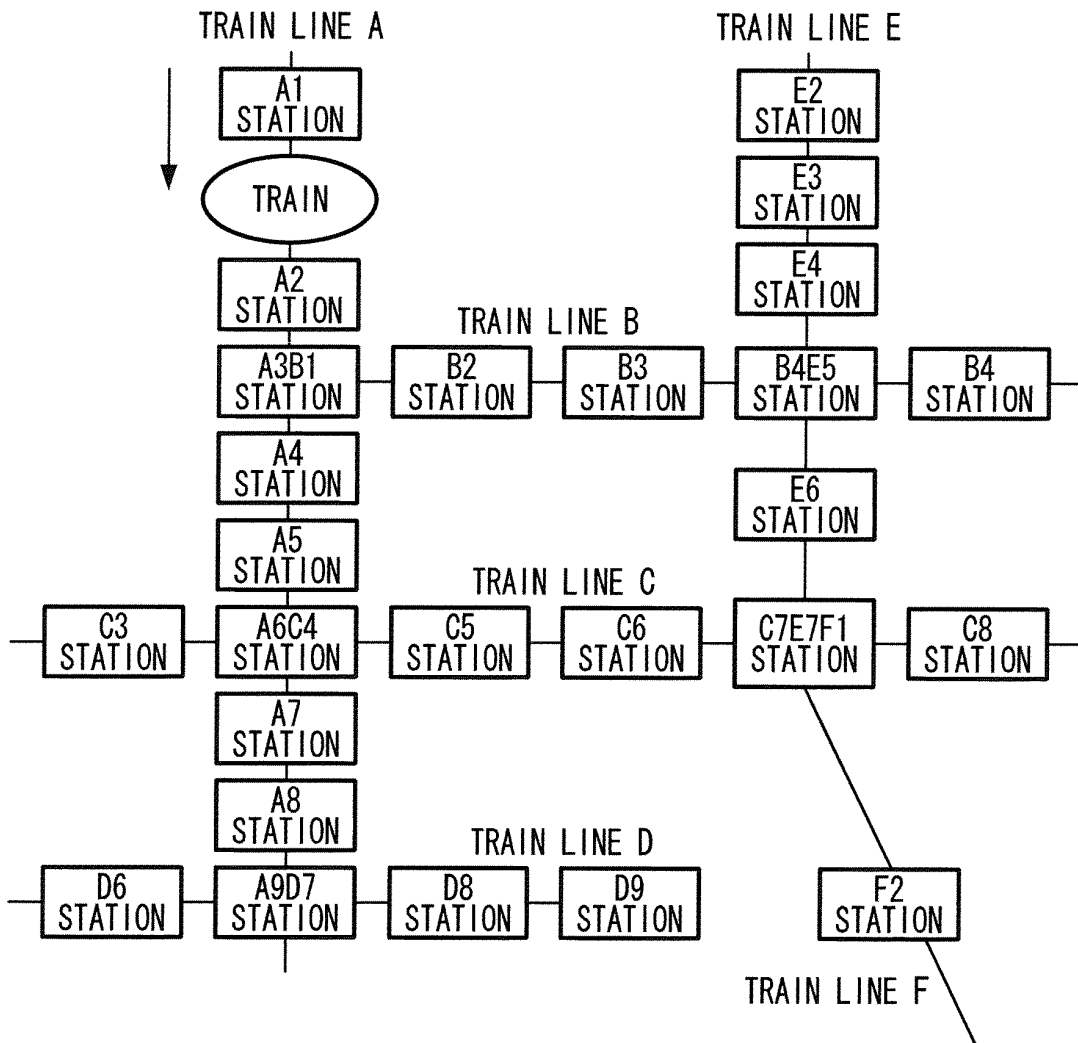 TRAIN LINE A
TRAIN LINE E
A1
STATION
E2
STATION
TRAIN
E3
STATION
A2
STATION
E4
STATION
TRAIN LINE B
A3B1
STATION
B2
STATION
B3
STATION
B4E5
STATION
B4
STATION
A4
STATION
E6
STATION
A5
STATION
TRAIN LINE C
C3
STATION
A6C4
STATION
C5
STATION
C6
STATION
C7E7F1
STATION
C8
STATION
A7
STATION
A8
STATION
TRAIN LINE D
D6
STATION
A9D7
STATION
D8
STATION
D9
STATION
F2
STATION
TRAIN LINE F